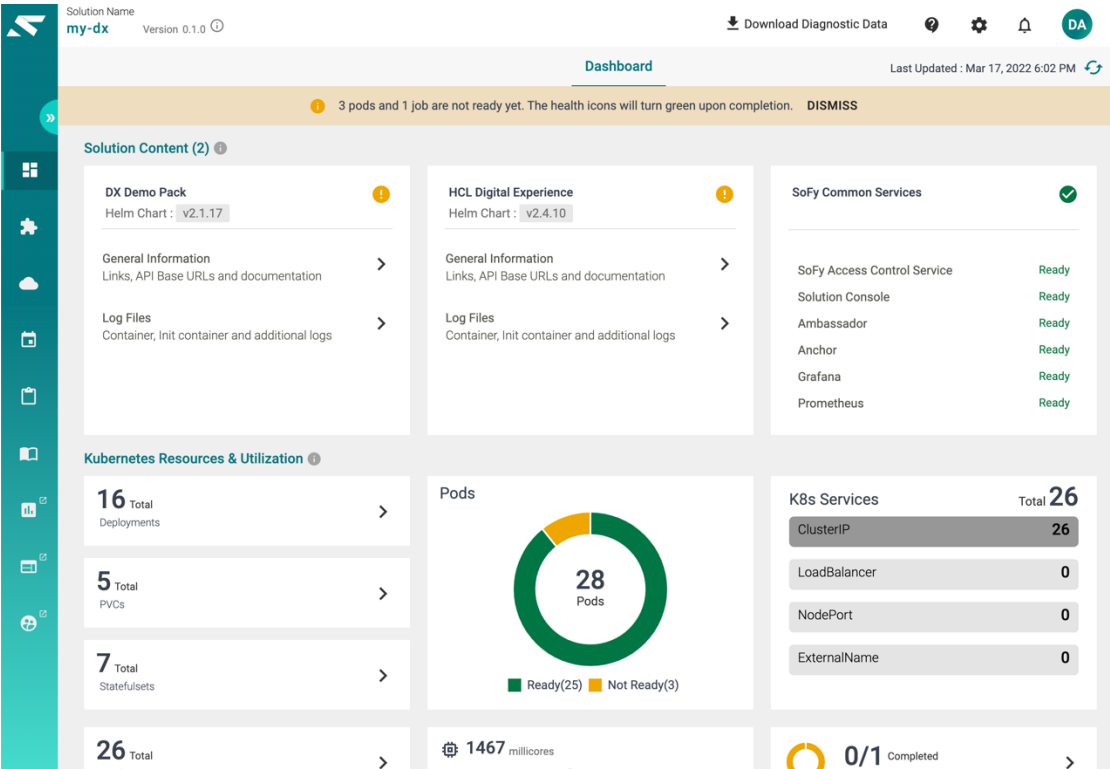 Solution Name
my-dx Version 0.1.0
Download Diagnostic Data
DA
Dashboard
Last Updated : Mar 17, 2022 6:02 PM
3 pods and 1 job are not ready yet. The health icons will turn green upon completion. DISMISS
Solution Content (2)
DX Demo Pack
Helm Chart : v2.1.17
General Information
Links, API Base URLs and documentation
Log Files
Container, Init container and additional logs
HCL Digital Experience
Helm Chart : v2.4.10
General Information
Links, API Base URLs and documentation
Log Files
Container, Init container and additional logs
SoFy Common Services
SoFy Access Control Service Ready
Solution Console Ready
Ambassador Ready
Anchor Ready
Grafana Ready
Prometheus Ready
Kubernetes Resources & Utilization
16 Total
Deployments
5 Total
PVCs
7 Total
Statefulsets
26 Total
Pods
28
Pods
Ready(25) Not Ready(3)
1467 millicores
K8s Services Total 26
ClusterIP 26
LoadBalancer 0
NodePort 0
ExternalName 0
0/1 Completed